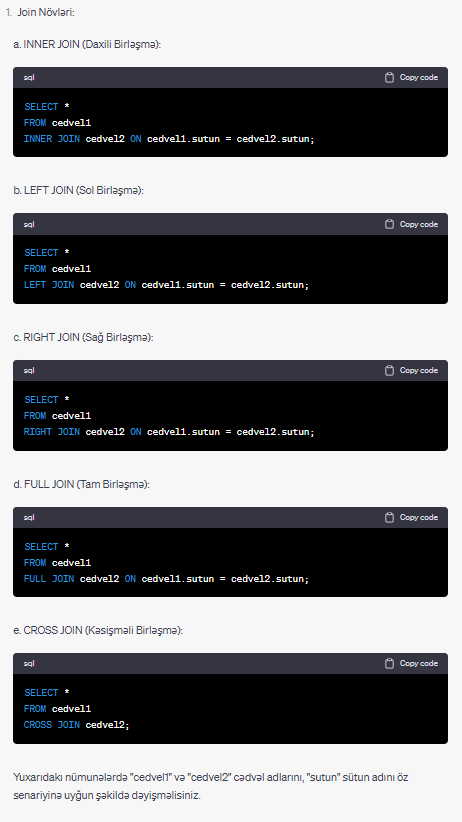 1. Join Növləri:
a. INNER JOIN (Daxili Birləşmə):
sql Copy code
SELECT *
FROM cedvel1
INNER JOIN cedvel2 ON cedvel1.sutun = cedvel2.sutun;
b. LEFT JOIN (Sol Birləşmə):
sql Copy code
SELECT *
FROM cedvel1
LEFT JOIN cedvel2 ON cedvel1.sutun = cedvel2.sutun;
c. RIGHT JOIN (Sağ Birləşmə):
sql Copy code
SELECT *
FROM cedvel1
RIGHT JOIN cedvel2 ON cedvel1.sutun = cedvel2.sutun;
d. FULL JOIN (Tam Birləşmə):
sql Copy code
SELECT *
FROM cedvel1
FULL JOIN cedvel2 ON cedvel1.sutun = cedvel2.sutun;
e. CROSS JOIN (Kəsişməli Birləşmə):
sql Copy code
SELECT *
FROM cedvel1
CROSS JOIN cedvel2;
Yuxarıdakı nümunələrdə "cedvel1" və "cedvel2" cədvəl adlarını, "sutun" sütun adını öz
senariyinə uyğun şəkildə dəyişməlisiniz.